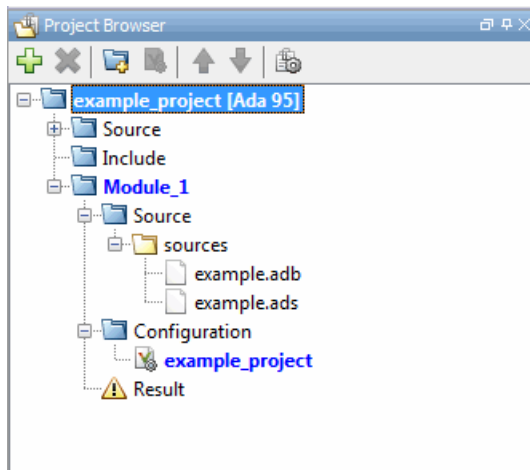 Project Browser
example_project [Ada 95]
Source
Include
Module_1
Source
sources
example.adb
example.ads
Configuration
example_project
Result